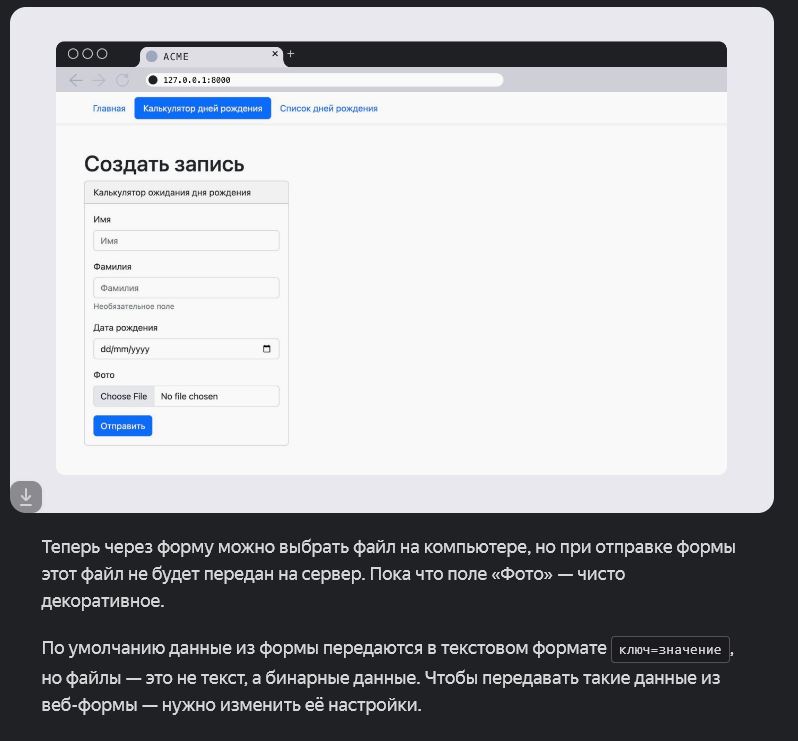 ACME
127.0.0.1:8000
Главная Калькулятор дней рождения Список дней рождения
Создать запись
Калькулятор ожидания дня рождения
Имя
Имя
Фамилия
Фамилия
Необязательное поле
Дата рождения
dd/mm/yyyy
Фото
Choose File No file chosen
Отправить
Теперь через форму можно выбрать файл на компьютере, но при отправке формы
этот файл не будет передан на сервер. Пока что поле «Фото» — чисто
декоративное.
По умолчанию данные из формы передаются в текстовом формате ключ=значение,
но файлы — это не текст, а бинарные данные. Чтобы передавать такие данные из
веб-формы — нужно изменить её настройки.